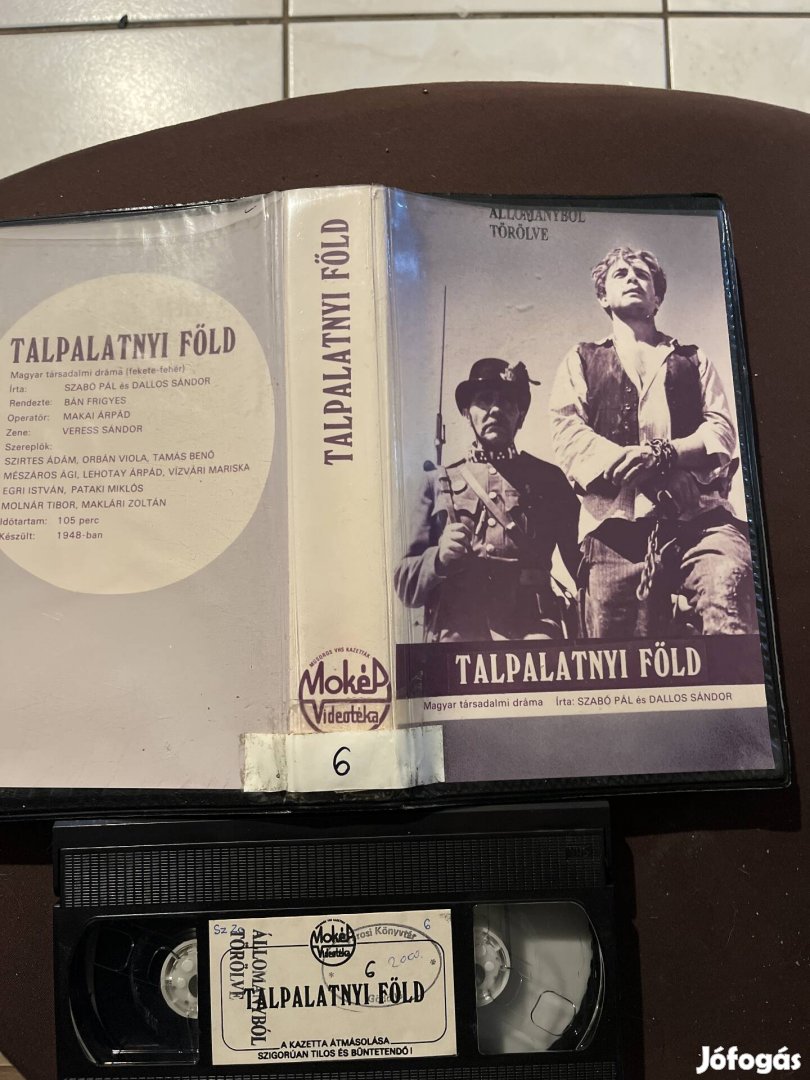 TALPALATNYI FÖLD
Magyar társadalmi dráma (fekete-fehér)
Írta: SZABÓ PÁL és DALLOS SÁNDOR
Rendezte: BÁN FRIGYES
Operatőr: MAKAI ÁRPÁD
Zene: VERESS SÁNDOR
Szereplők:
SZIRTES ÁDÁM, ORBÁN VIOLA, TAMÁS BENŐ
MÉSZÁROS ÁGI, LEHOTAY ÁRPÁD, VÍZVÁRI MARISKA
EGRI ISTVÁN, PATAKI MIKLÓS
MOLNÁR TIBOR, MAKLÁRI ZOLTÁN
Időtartam: 105 perc
Készült: 1948-ban
TALPALATNYI FÖLD
MŰSOROS VHS KAZETTÁK
MOKÉP
Videotéka
6
ÁLLOMÁNYBÓL
TÖRÖLVE
TALPALATNYI FÖLD
Magyar társadalmi dráma Írta: SZABÓ PÁL és DALLOS SÁNDOR
Sz 20
6
ÁLLOMÁNYBÓL
TÖRÖLVE
MOKÉP
Videotéka
rosi Könyvtár
6
2000.
TALPALATNYI FÖLD
A KAZETTA ÁTMÁSOLÁSA
SZIGORÚAN TILOS ÉS BÜNTETENDŐ!
Jófogás